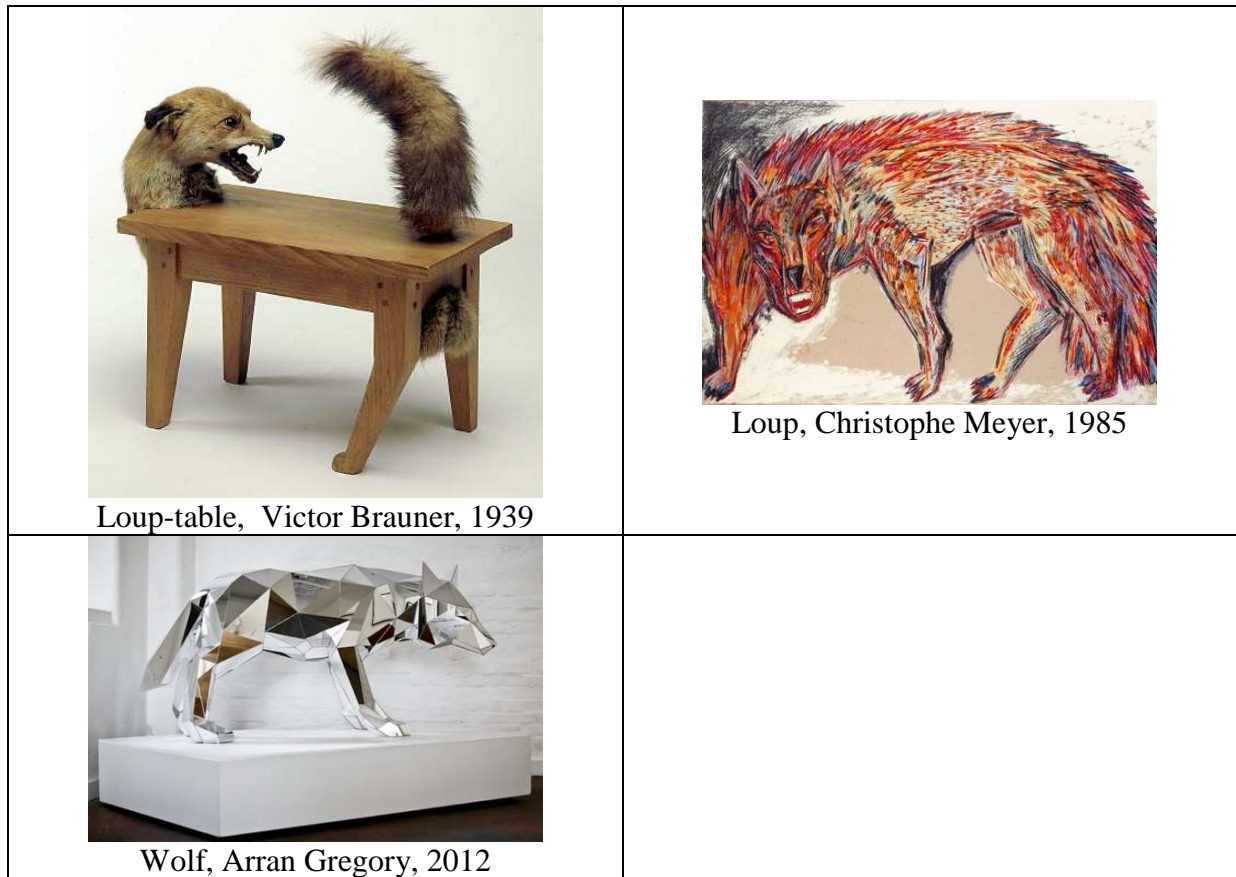 Loup-table, Victor Brauner, 1939
Loup, Christophe Meyer, 1985
Wolf, Arran Gregory, 2012